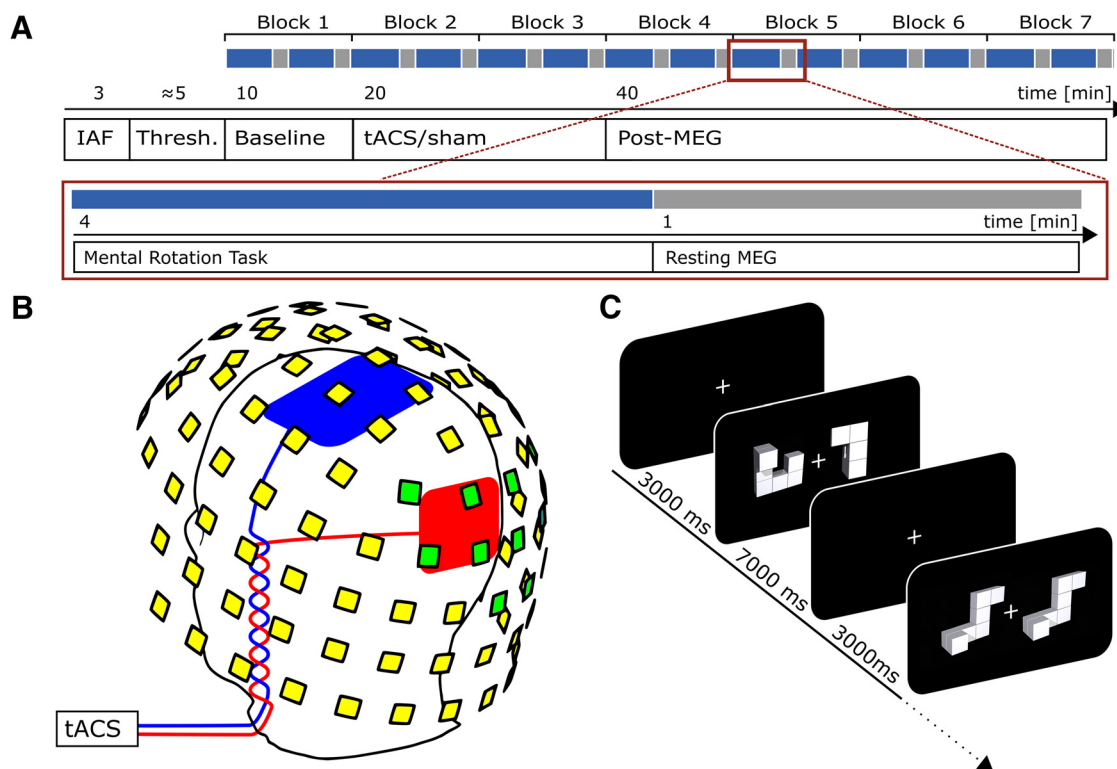 A
Block 1 Block 2 Block 3 Block 4 Block 5 Block 6 Block 7
3 ≈5 10 20 40 time [min]
IAF Thresh. Baseline tACS/sham Post-MEG
4 1 time [min]
Mental Rotation Task Resting MEG
B
tACS
C
3000 ms
7000 ms
3000ms